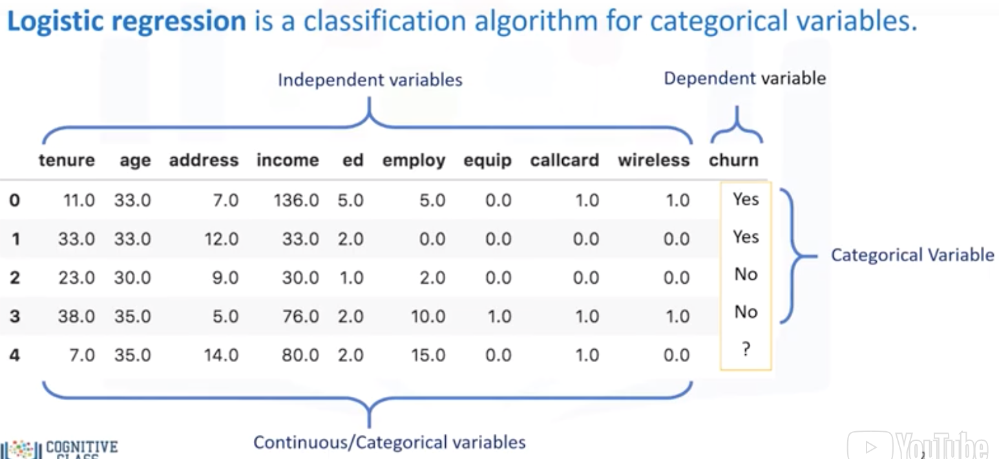 Logistic regression is a classification algorithm for categorical variables.
Independent variables
Dependent variable
tenure age address income ed employ equip callcard wireless churn
0 11.0 33.0 7.0 136.0 5.0 5.0 0.0 1.0 1.0 Yes
1 33.0 33.0 12.0 33.0 2.0 0.0 0.0 0.0 0.0 Yes
2 23.0 30.0 9.0 30.0 1.0 2.0 0.0 0.0 0.0 No
3 38.0 35.0 5.0 76.0 2.0 10.0 1.0 1.0 1.0 No
4 7.0 35.0 14.0 80.0 2.0 15.0 0.0 1.0 0.0 ?
Categorical Variable
Continuous/Categorical variables
COGNITIVE
CLASS
YouTube